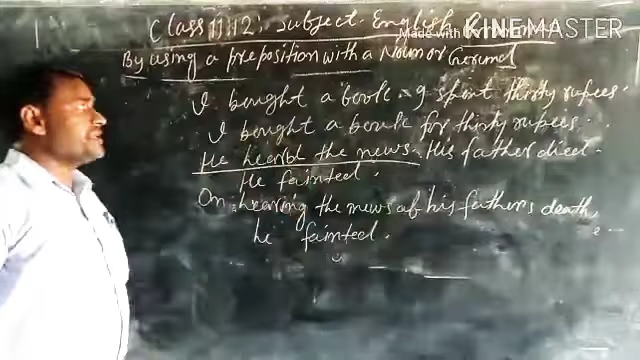 Class 11/12, Subject- English
Made with KINEMASTER
By using a preposition with a Noun or Gerund
I bought a book. I spent thirty rupees.
I bought a book for thirty rupees.
He heard the news. His father died.
He fainted.
On hearing the news of his father's death,
he fainted.